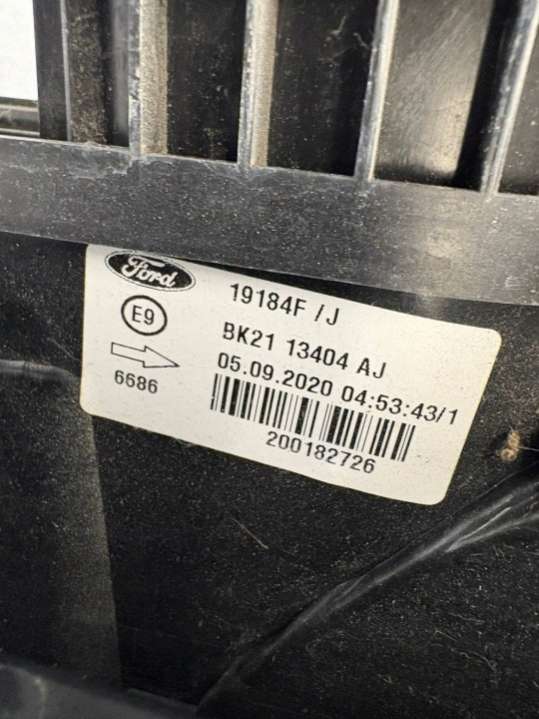 Ford
19184F /J
E9
BK21 13404 AJ
05.09.2020 04:53:43/1
6686
200182726